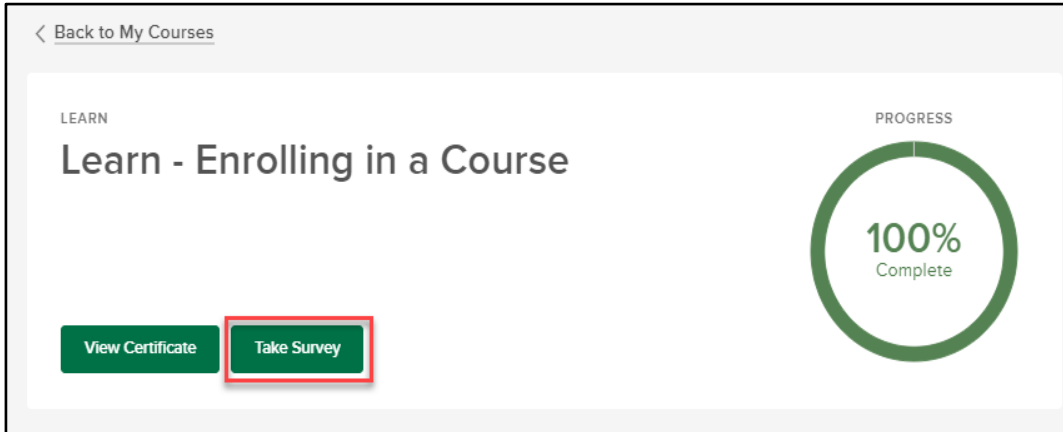 Back to My Courses
LEARN
Learn - Enrolling in a Course
PROGRESS
100%
Complete
View Certificate
Take Survey